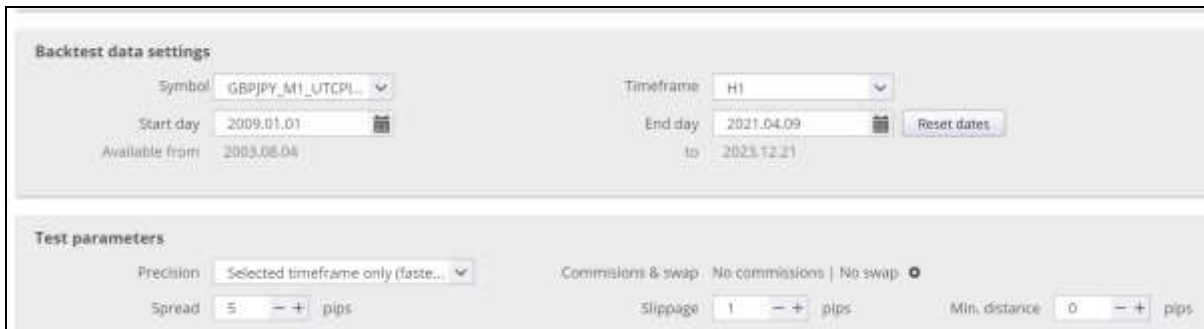 Backtest data settings
Symbol GBPJPY_M1_UTCPl... Timeframe H1
Start day 2009.01.01 End day 2021.04.09 Reset dates
Available from 2003.08.04 to 2023.12.21
Test parameters
Precision Selected timeframe only (faste... Commisions & swap No commissions | No swap
Spread 5 - + pips Slippage 1 - + pips Min. distance 0 - + pips